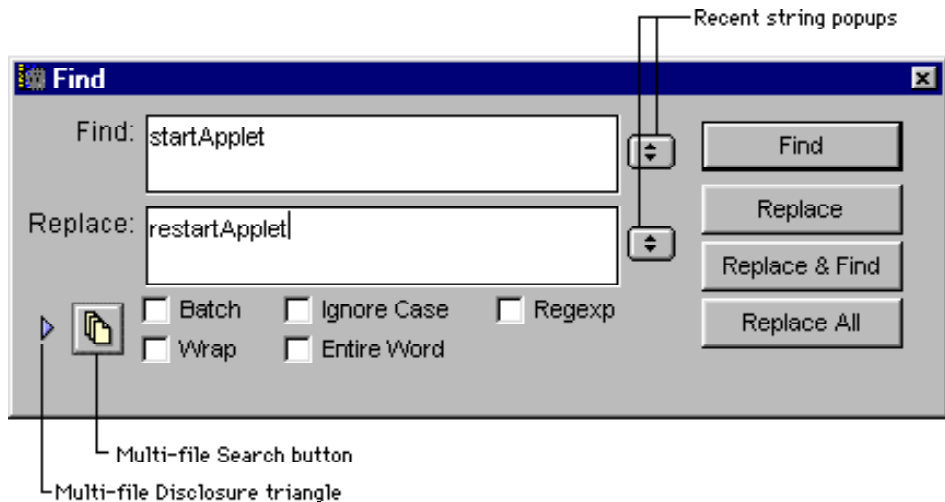 Recent string popups
Find
Find: startApplet
Find
Replace: restartApplet
Replace
Replace & Find
Batch Ignore Case Regexp
Replace All
Wrap Entire Word
Multi-file Search button
Multi-file Disclosure triangle